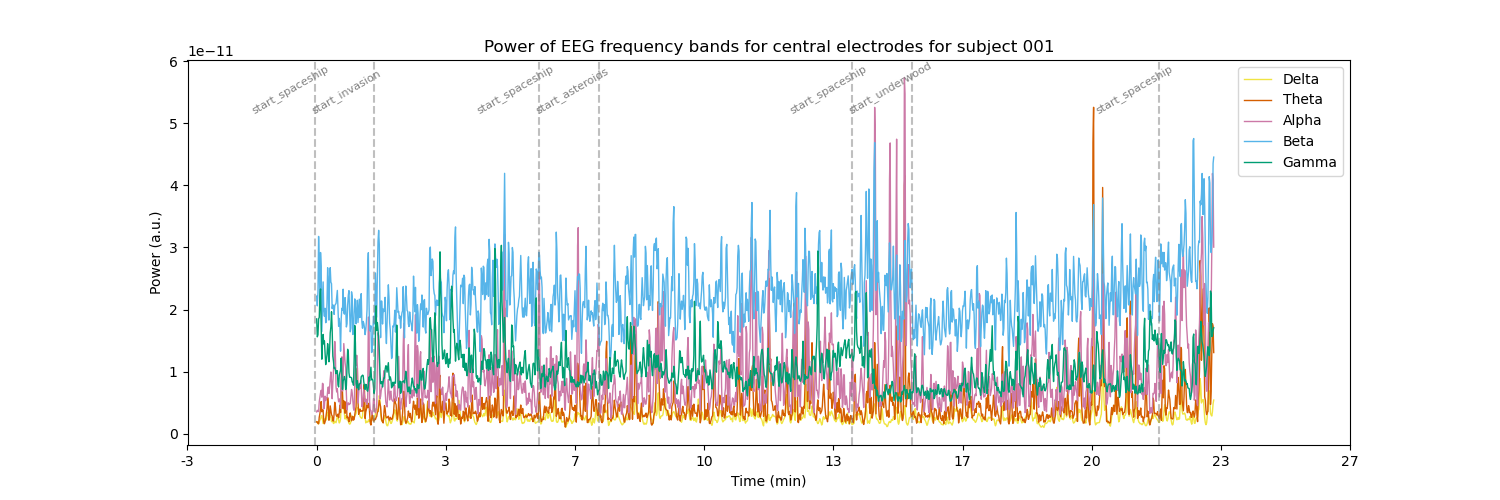 Power of EEG frequency bands for central electrodes for subject 001
1e−11
6
5
4
3
2
1
0
Power (a.u.)
start_spaceship
start_invasion
start_spaceship
start_asteroids
start_spaceship
start_underwood
start_spaceship
Delta
Theta
Alpha
Beta
Gamma
-3 0 3 7 10 13 17 20 23 27
Time (min)